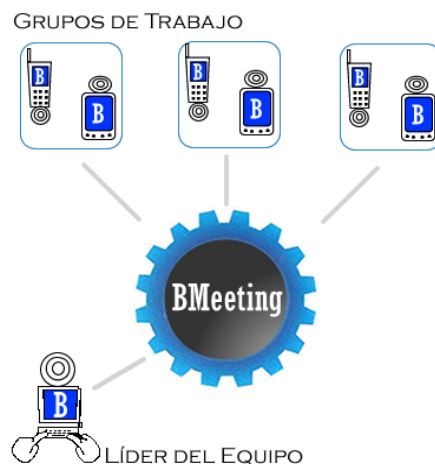 GRUPOS DE TRABAJO
B B B B B B
BMeeting
B
LÍDER DEL EQUIPO